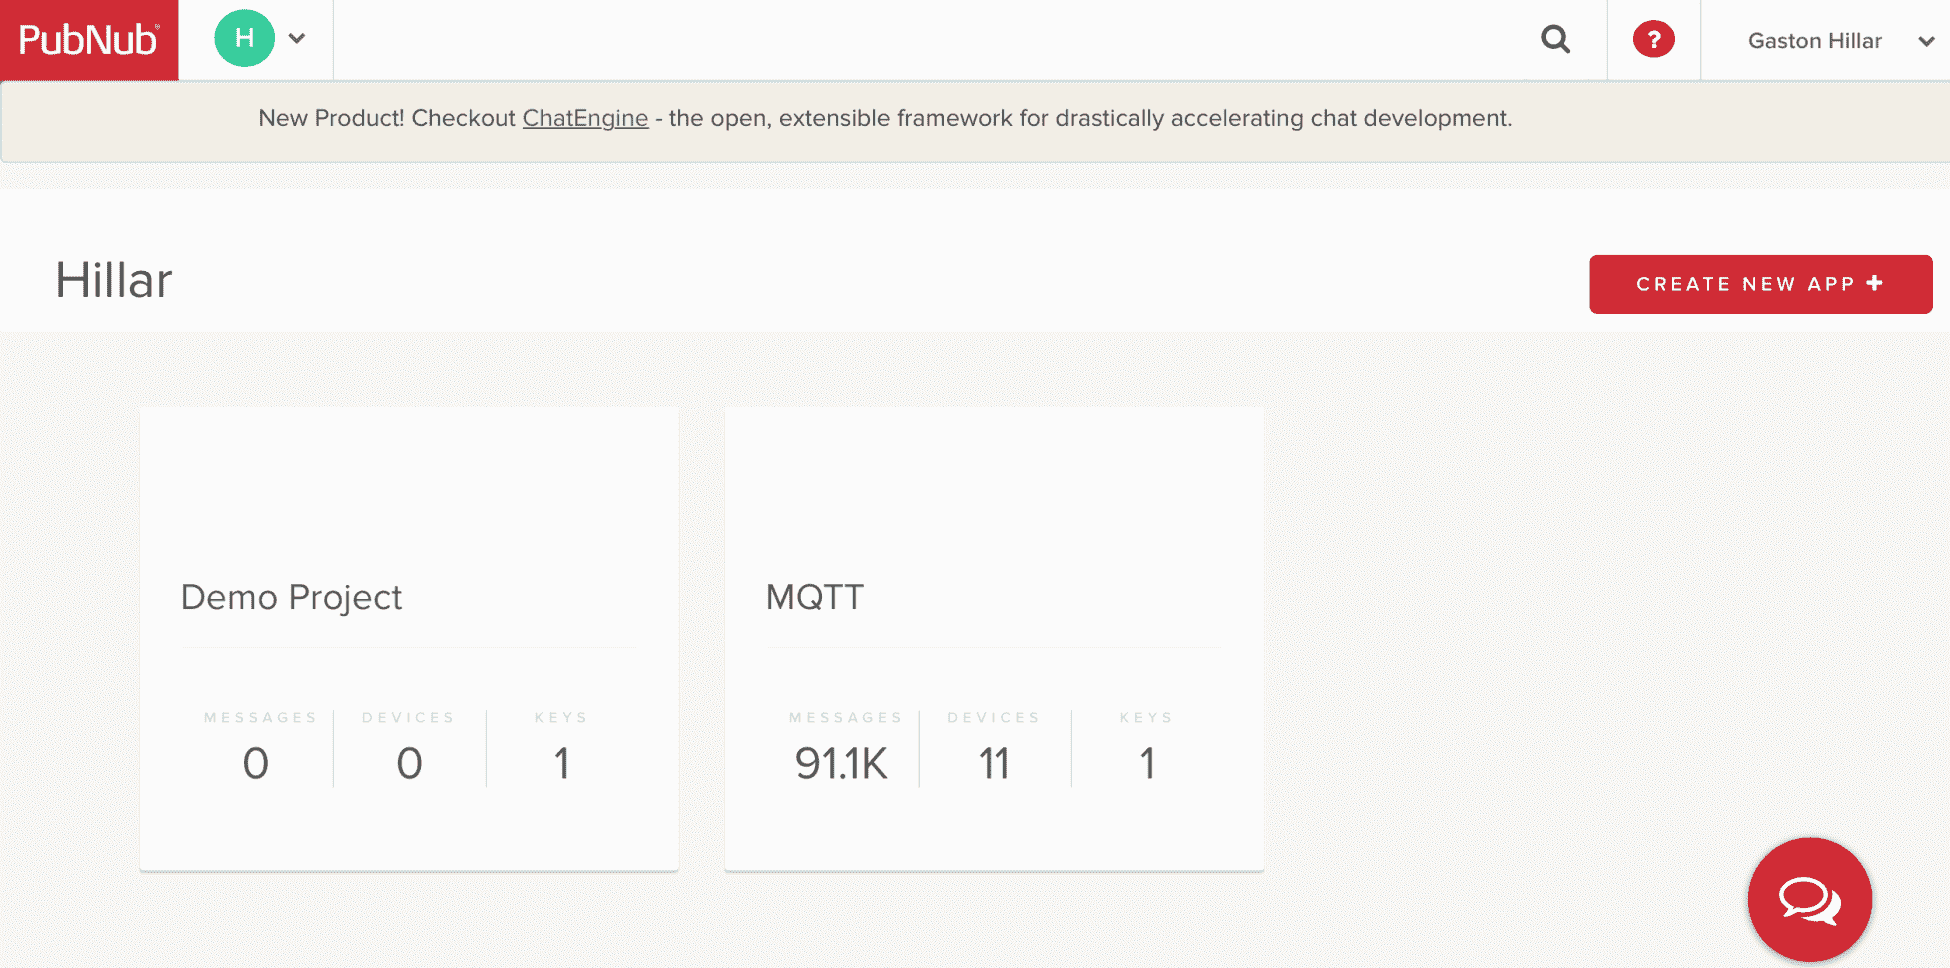 PubNub®
H
?
Gaston Hillar
New Product! Checkout ChatEngine - the open, extensible framework for drastically accelerating chat development.
Hillar
CREATE NEW APP +
Demo Project
MESSAGES DEVICES KEYS
0 0 1
MQTT
MESSAGES DEVICES KEYS
91.1K 11 1